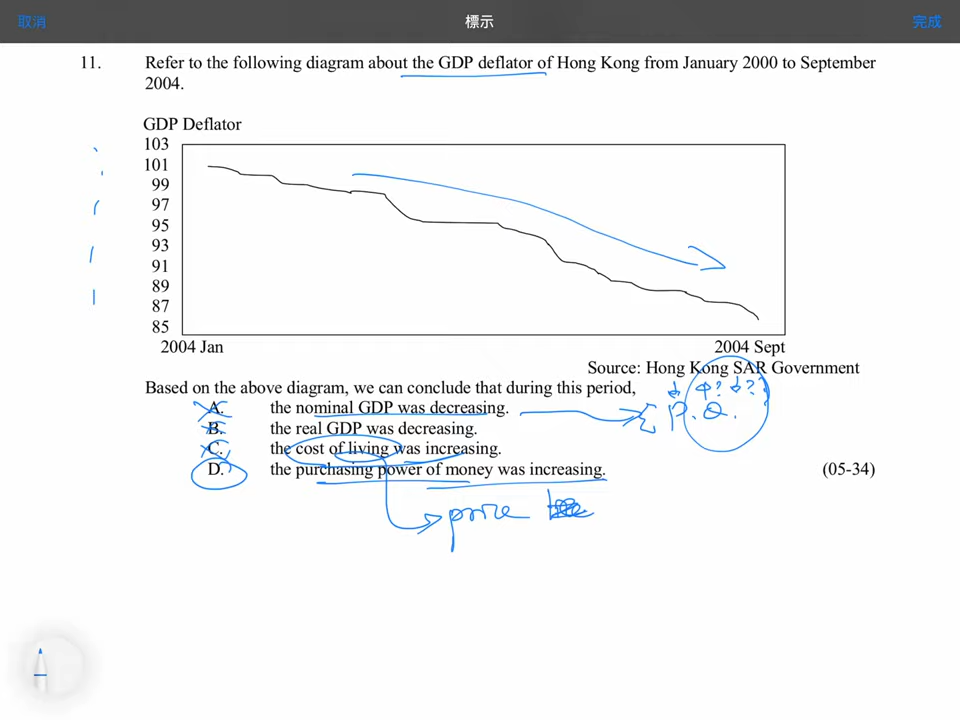 取消 標示 完成
11. Refer to the following diagram about the GDP deflator of Hong Kong from January 2000 to September
2004.
GDP Deflator
103
101
99
97
95
93
91
89
87
85
2004 Jan 2004 Sept
Source: Hong Kong SAR Government
Based on the above diagram, we can conclude that during this period,
↓ ↑? ↓??
A. the nominal GDP was decreasing. Σ P.Q.
B. the real GDP was decreasing.
C. the cost of living was increasing.
D. the purchasing power of money was increasing. (05-34)
price